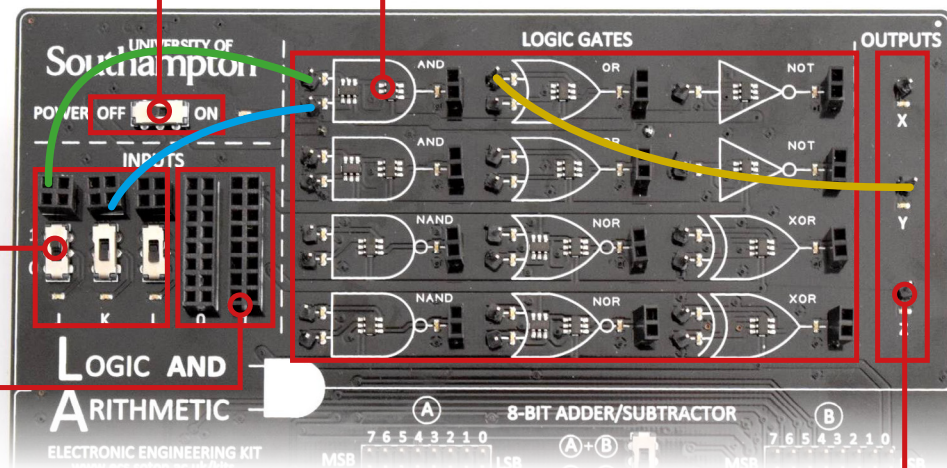 UNIVERSITY OF
Southampton
POWER OFF ON
INPUTS
K
LOGIC GATES
AND OR NOT
AND OR NOT
NAND NOR XOR
NAND NOR XOR
OUTPUTS
X
Y
LOGIC AND
ARITHMETIC
ELECTRONIC ENGINEERING KIT
A 8-BIT ADDER/SUBTRACTOR B
7 6 5 4 3 2 1 0
A+B
7 6 5 4 3 2 1 0
MSB LSB
MSB